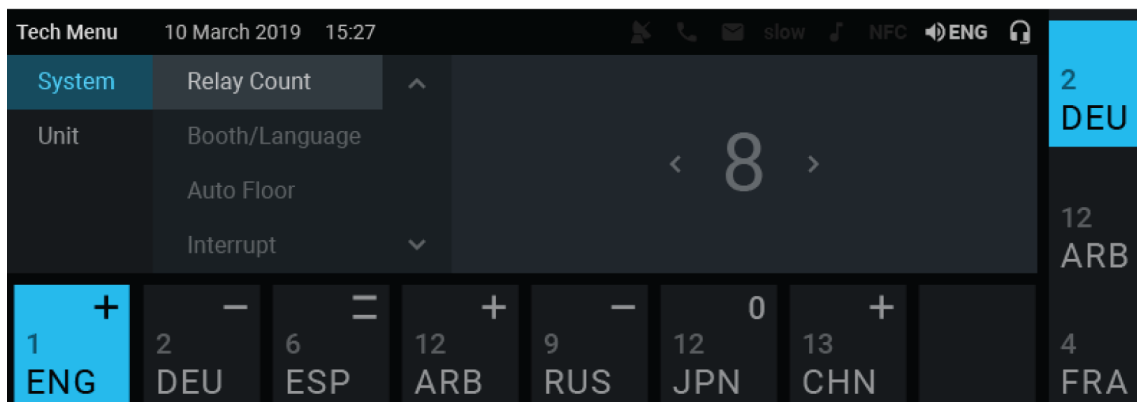 Tech Menu 10 March 2019 15:27 slow NFC ENG
System Relay Count
Unit Booth/Language
Auto Floor
Interrupt
< 8 >
+ − = + − 0 +
1 2 6 12 9 12 13
ENG DEU ESP ARB RUS JPN CHN
2
DEU
12
ARB
4
FRA